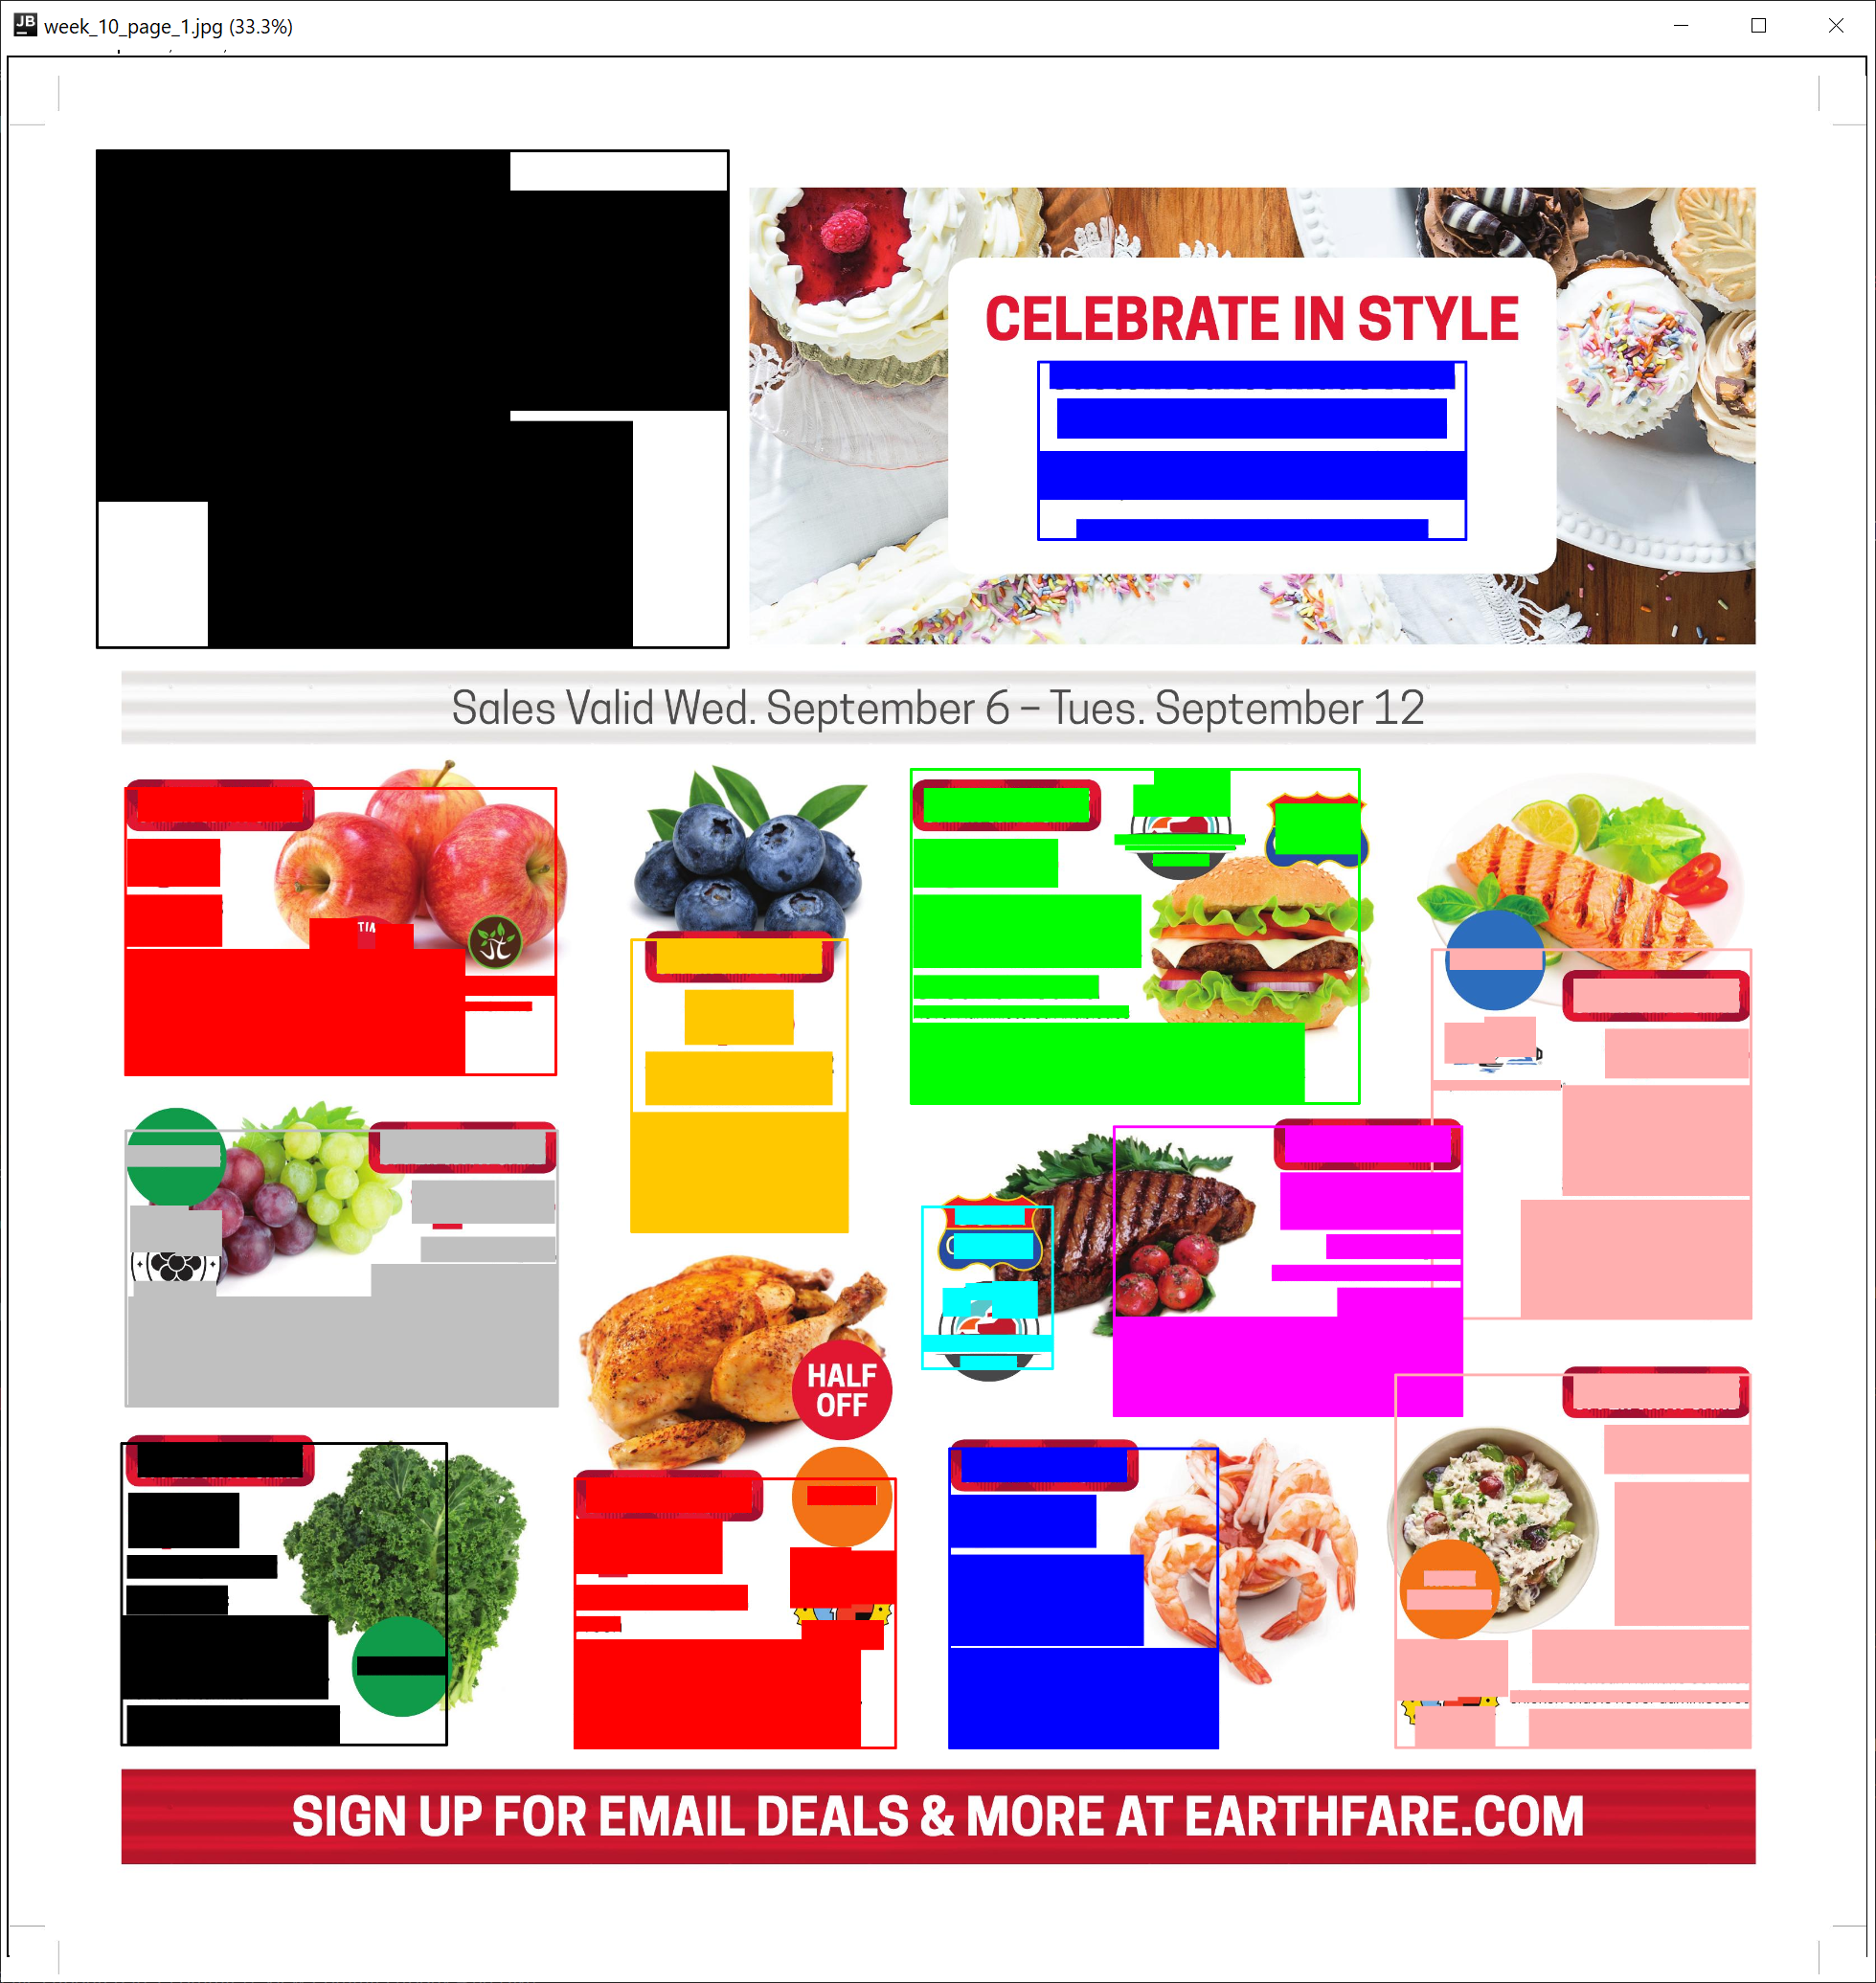 week_10_page_1.jpg (33.3%)
CELEBRATE IN STYLE
Sales Valid Wed. September 6 – Tues. September 12
HALF
OFF
SIGN UP FOR EMAIL DEALS & MORE AT EARTHFARE.COM